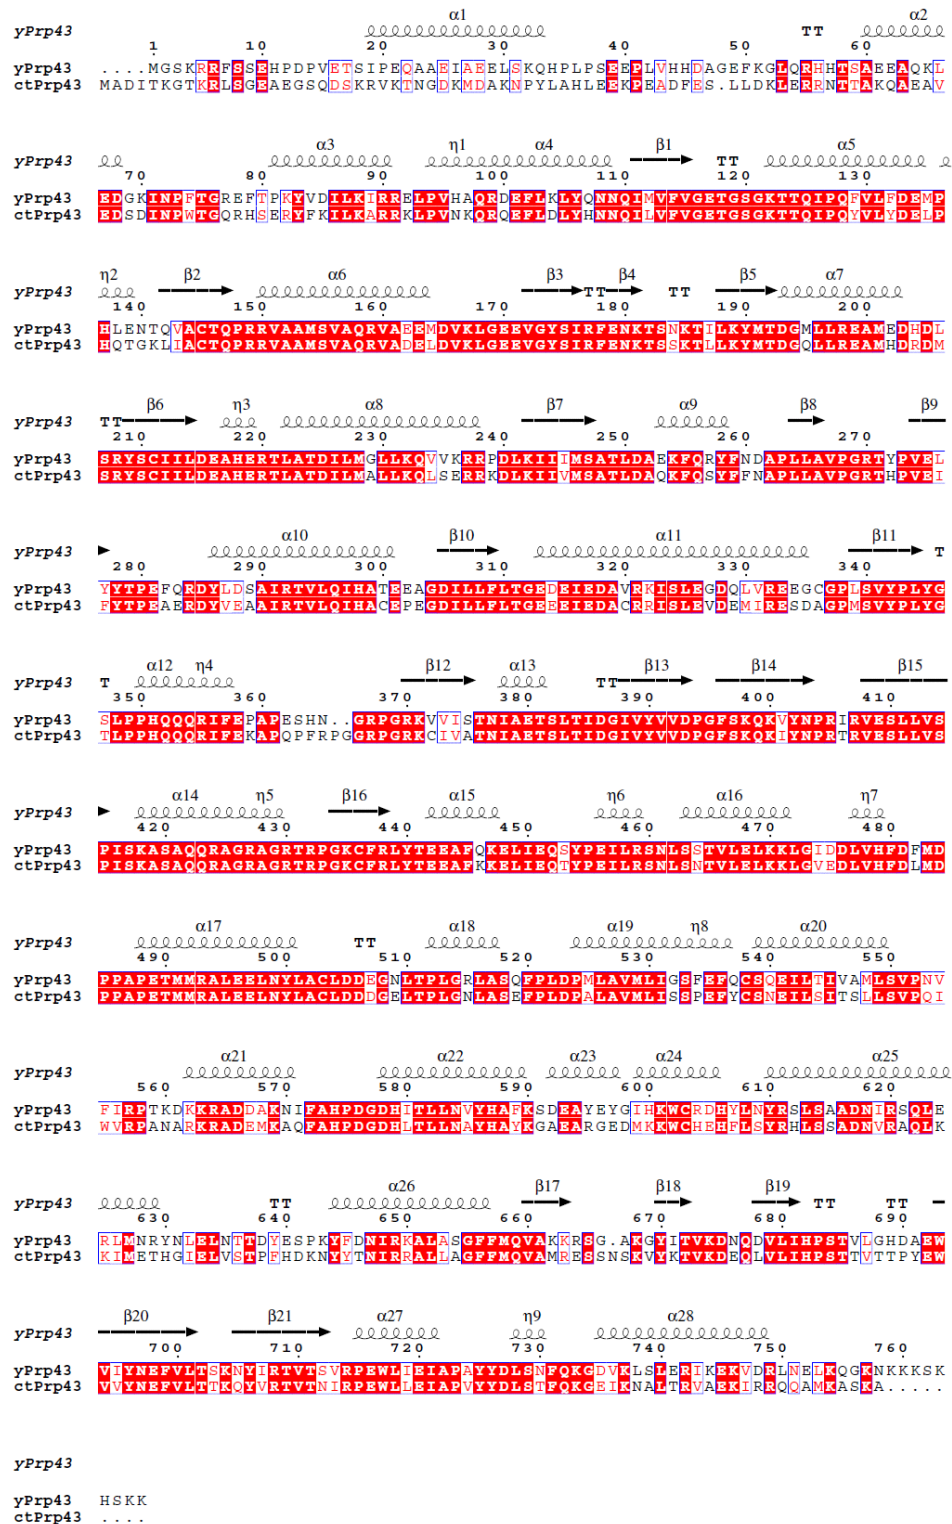 α1 α2
yPrp43 TT
1 10 20 30 40 50 60
yPrp43 ....MGSKRRFSSEHPDPVETSIPEQAAEIAEELSKQHPLPSEEPLVHHDAGEFKGLQRHHTSAEEAQKL
ctPrp43 MADITKGTKRLSGEAEGSQDSKRVKTNGDKMDAKNPYLAHLEEKPEADFES.LLDKLERRNTTAKQAEAV
α3 η1 α4 β1 α5
yPrp43 TT
70 80 90 100 110 120 130
yPrp43 EDGKINPFTGREFTPKYVDILKIRRELPVHAQRDEFLKLYQNNQIMVFVGETGSGKTTQIPQFVLFDEMP
ctPrp43 EDSDINPWTGQRHSERYFKILKARRKLPVNKQRQEFLDLYHNNQILVFVGETGSGKTTQIPQYVLYDELP
η2 β2 α6 β3 β4 β5 α7
yPrp43 TT TT
140 150 160 170 180 190 200
yPrp43 HLENTQVACTQPRRVAAMSVAQRVAEEMDVKLGEEVGYSIRFENKTSNKTILKYMTDGMLLREAMEDHDL
ctPrp43 HQTGKLIACTQPRRVAAMSVAQRVADELDVKLGEEVGYSIRFENKTSSKTLLKYMTDGQLLREAMHDRDM
β6 η3 α8 β7 α9 β8 β9
yPrp43 TT
210 220 230 240 250 260 270
yPrp43 SRYSCIILDEAHERTLATDILMGLLKQVVKRRPDLKIIIMSATLDAEKFQRYFNDAPLLAVPGRTYPVEL
ctPrp43 SRYSCIILDEAHERTLATDILMALLKQLSERRKDLKIIVMSATLDAQKFQSYFFNAPLLAVPGRTHPVEI
α10 β10 α11 β11
yPrp43 T
280 290 300 310 320 330 340
yPrp43 YYTPEFQRDYLDSAIRTVLQIHATEEAGDILLFLTGEDEIEDAVRKISLEGDQLVREEGCGPLSVYPLYG
ctPrp43 FYTPEAERDYVEAAIRTVLQIHACEPEGDILLFLTGEEEIEDACRRISLEVDEMIRESDAGPMSVYPLYG
α12 η4 β12 α13 β13 β14 β15
yPrp43 T TT
350 360 370 380 390 400 410
yPrp43 SLPPHQQQRIFEPAPESHN..GRPGRKVVISTNIAETSLTIDGIVYVVDPGFSKQKVYNPRIRVESLLVS
ctPrp43 TLPPHQQQRIFEKAPQPFRPGGRPGRKCIVATNIAETSLTIDGIVYVVDPGFSKQKIYNPRTRVESLLVS
α14 η5 β16 α15 η6 α16 η7
yPrp43
420 430 440 450 460 470 480
yPrp43 PISKASAQQRAGRAGRTRPGKCFRLYTEEAFQKELIEQSYPEILRSNLSSTVLELKKLGIDDLVHFDFMD
ctPrp43 PISKASAQQRAGRAGRTRPGKCFRLYTEEAFKKELIEQTYPEILRSNLSNTVLELKKLGVEDLVHFDLMD
α17 α18 α19 η8 α20
yPrp43 TT
490 500 510 520 530 540 550
yPrp43 PPAPETMMRALEELNYLACLDDEGNLTPLGRLASQFPLDPMLAVMLIGSFEFQCSQEILTIVAMLSVPNV
ctPrp43 PPAPETMMRALEELNYLACLDDDGELTPLGNLASEFPLDPALAVMLISSPEFYCSNEILSITSLLSVPQI
α21 α22 α23 α24 α25
yPrp43
560 570 580 590 600 610 620
yPrp43 FIRPTKDKKRADDAKNIFAHPDGDHITLLNVYHAFKSDEAYEYGIHKWCRDHYLNYRSLSAADNIRSQLE
ctPrp43 WVRPANARKRADEMKAQFAHPDGDHLTLLNAYHAYKGAEARGEDMKKWCHEHFLSYRHLSSADNVRAQLK
α26 β17 β18 β19
yPrp43 TT TT TT
630 640 650 660 670 680 690
yPrp43 RLMNRYNLELNTTDYESPKYFDNIRKALASGFFMQVAKKRSG.AKGYITVKDNQDVLIHPSTVLGHDAEW
ctPrp43 KIMETHGIELVSTPFHDKNYYTNIRRALLAGFFMQVAMRESSNSKVYKTVKDEQLVLIHPSTTVTTPYEW
β20 β21 α27 η9 α28
yPrp43
700 710 720 730 740 750 760
yPrp43 VIYNEFVLTSKNYIRTVTSVRPEWLIEIAPAYYDLSNFQKGDVKLSLERIKEKVDRLNELKQGKNKKKSK
ctPrp43 VVYNEFVLTTKQYVRTVTNIRPEWLLEIAPVYYDLSTFQKGEIKNALTRVAEKIRRQQAMKASKA.....
yPrp43
yPrp43 HSKK
ctPrp43 ....